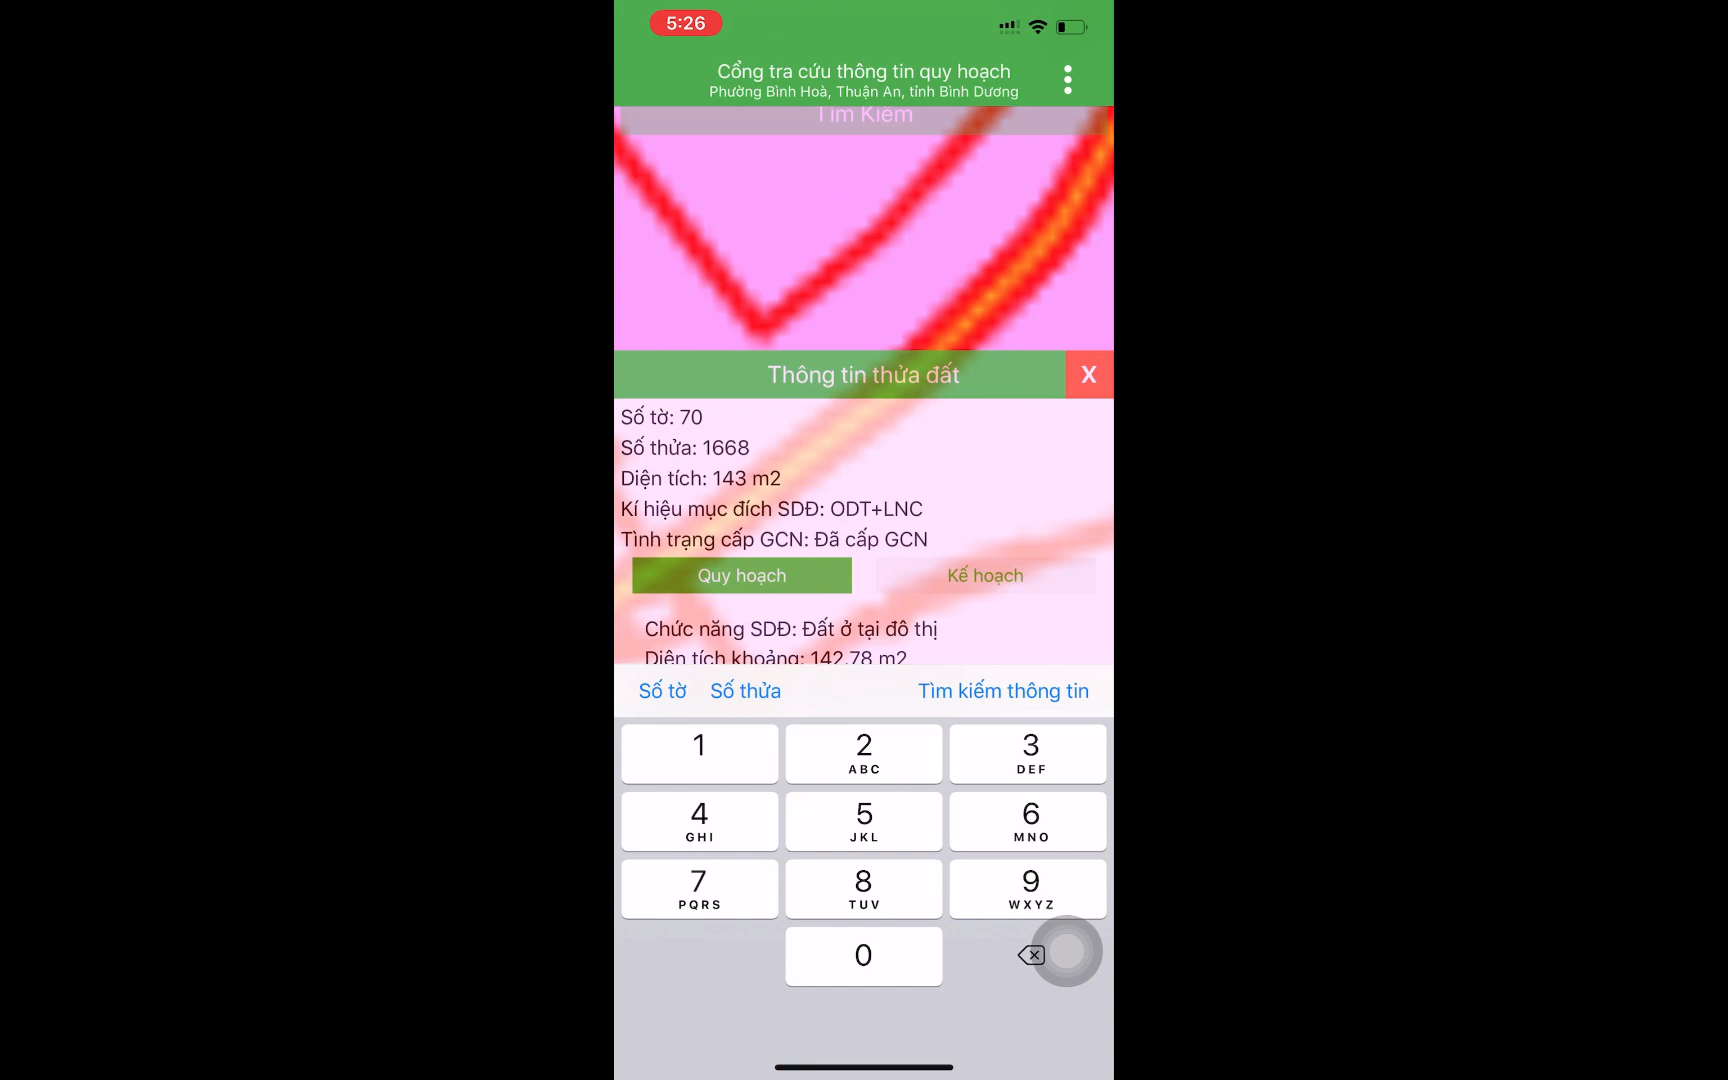 5:26
Cổng tra cứu thông tin quy hoạch
Phường Bình Hoà, Thuận An, tỉnh Bình Dương
Tìm Kiếm
Thông tin thửa đất
X
Số tờ: 70
Số thửa: 1668
Diện tích: 143 m2
Kí hiệu mục đích SDĐ: ODT+LNC
Tình trạng cấp GCN: Đã cấp GCN
Quy hoạch
Kế hoạch
Chức năng SDĐ: Đất ở tại đô thị
Diện tích khoảng: 142.78 m2
Số tờ Số thửa Tìm kiếm thông tin
1 2 3
ABC DEF
4 5 6
GHI JKL MNO
7 8 9
PQRS TUV WXYZ
0